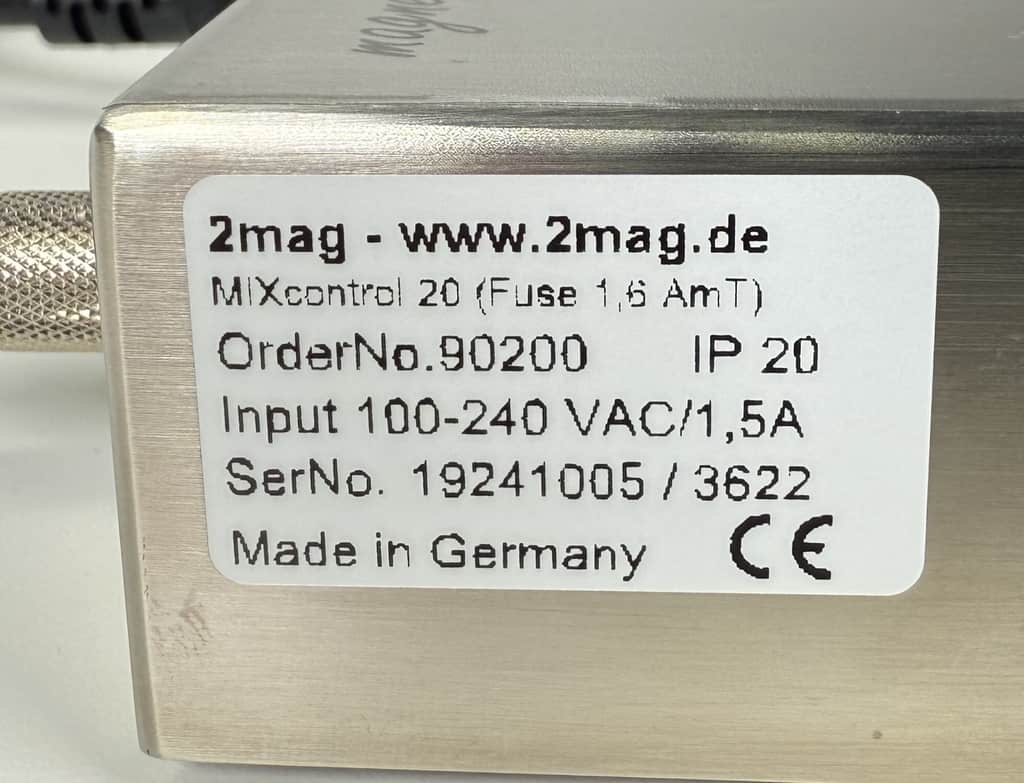 2mag - www.2mag.de
MIXcontrol 20 (Fuse 1,6 AmT)
OrderNo.90200 IP 20
Input 100-240 VAC/1,5A
SerNo. 19241005 / 3622
Made in Germany CE